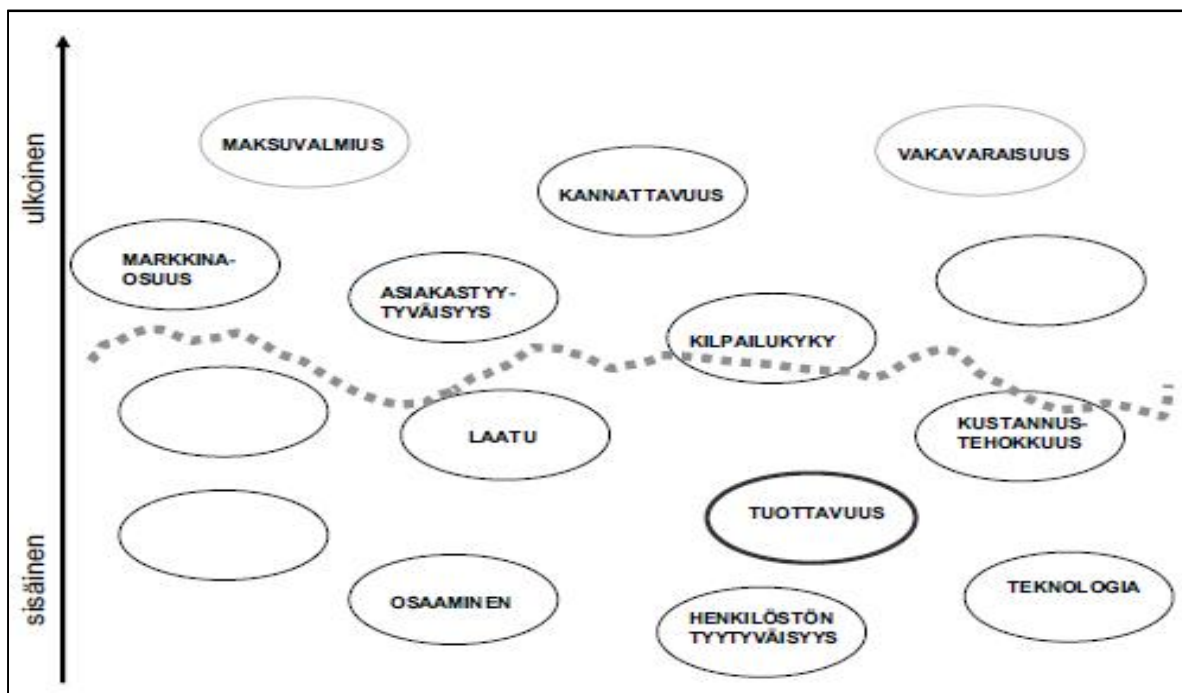 ulkoinen
MAKSUVALMIUS
VAKAVARAISUUS
KANNATTAVUUS
MARKKINA-
OSUUS
ASIAKASTYY-
TYVÄISYYS
KILPAILUKYKY
LAATU
KUSTANNUS-
TEHOKKUUS
TUOTTAVUUS
sisäinen
OSAAMINEN
HENKILÖSTÖN
TYYTYVÄISYYS
TEKNOLOGIA